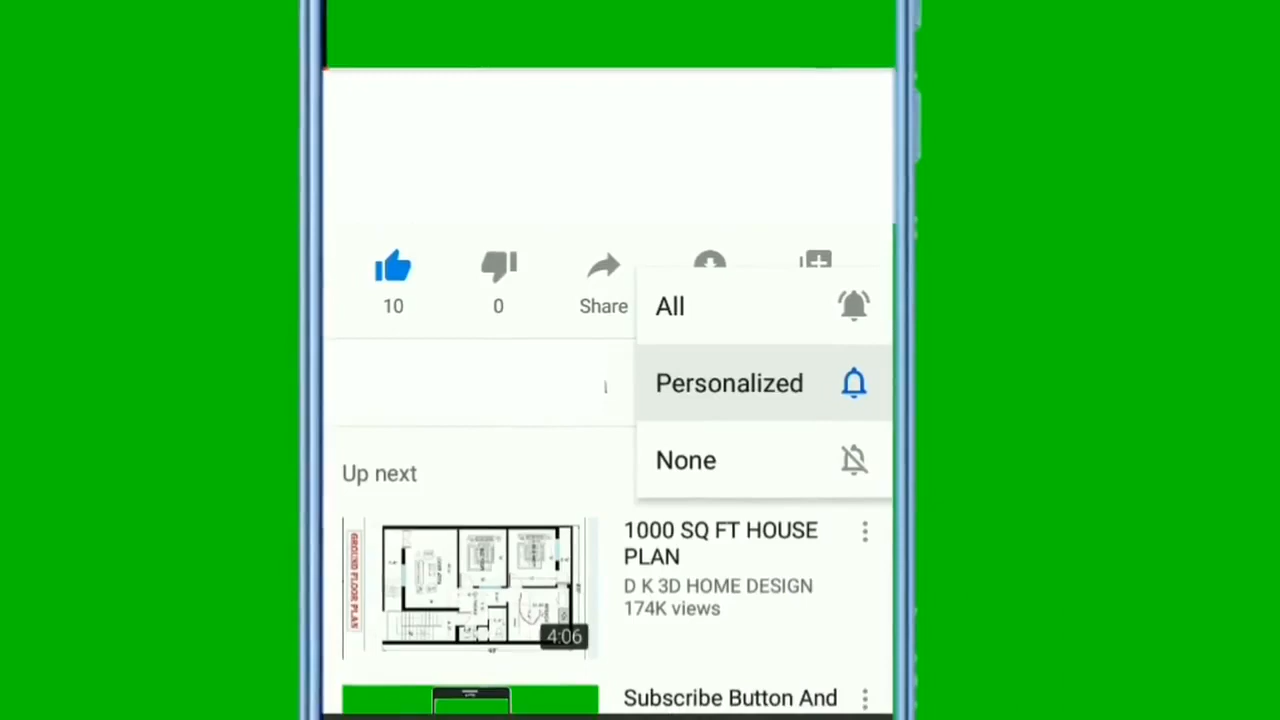 10
0
Share
All
Personalized
None
Up next
GROUND FLOOR PLAN
4:06
1000 SQ FT HOUSE
PLAN
D K 3D HOME DESIGN
174K views
Subscribe Button And